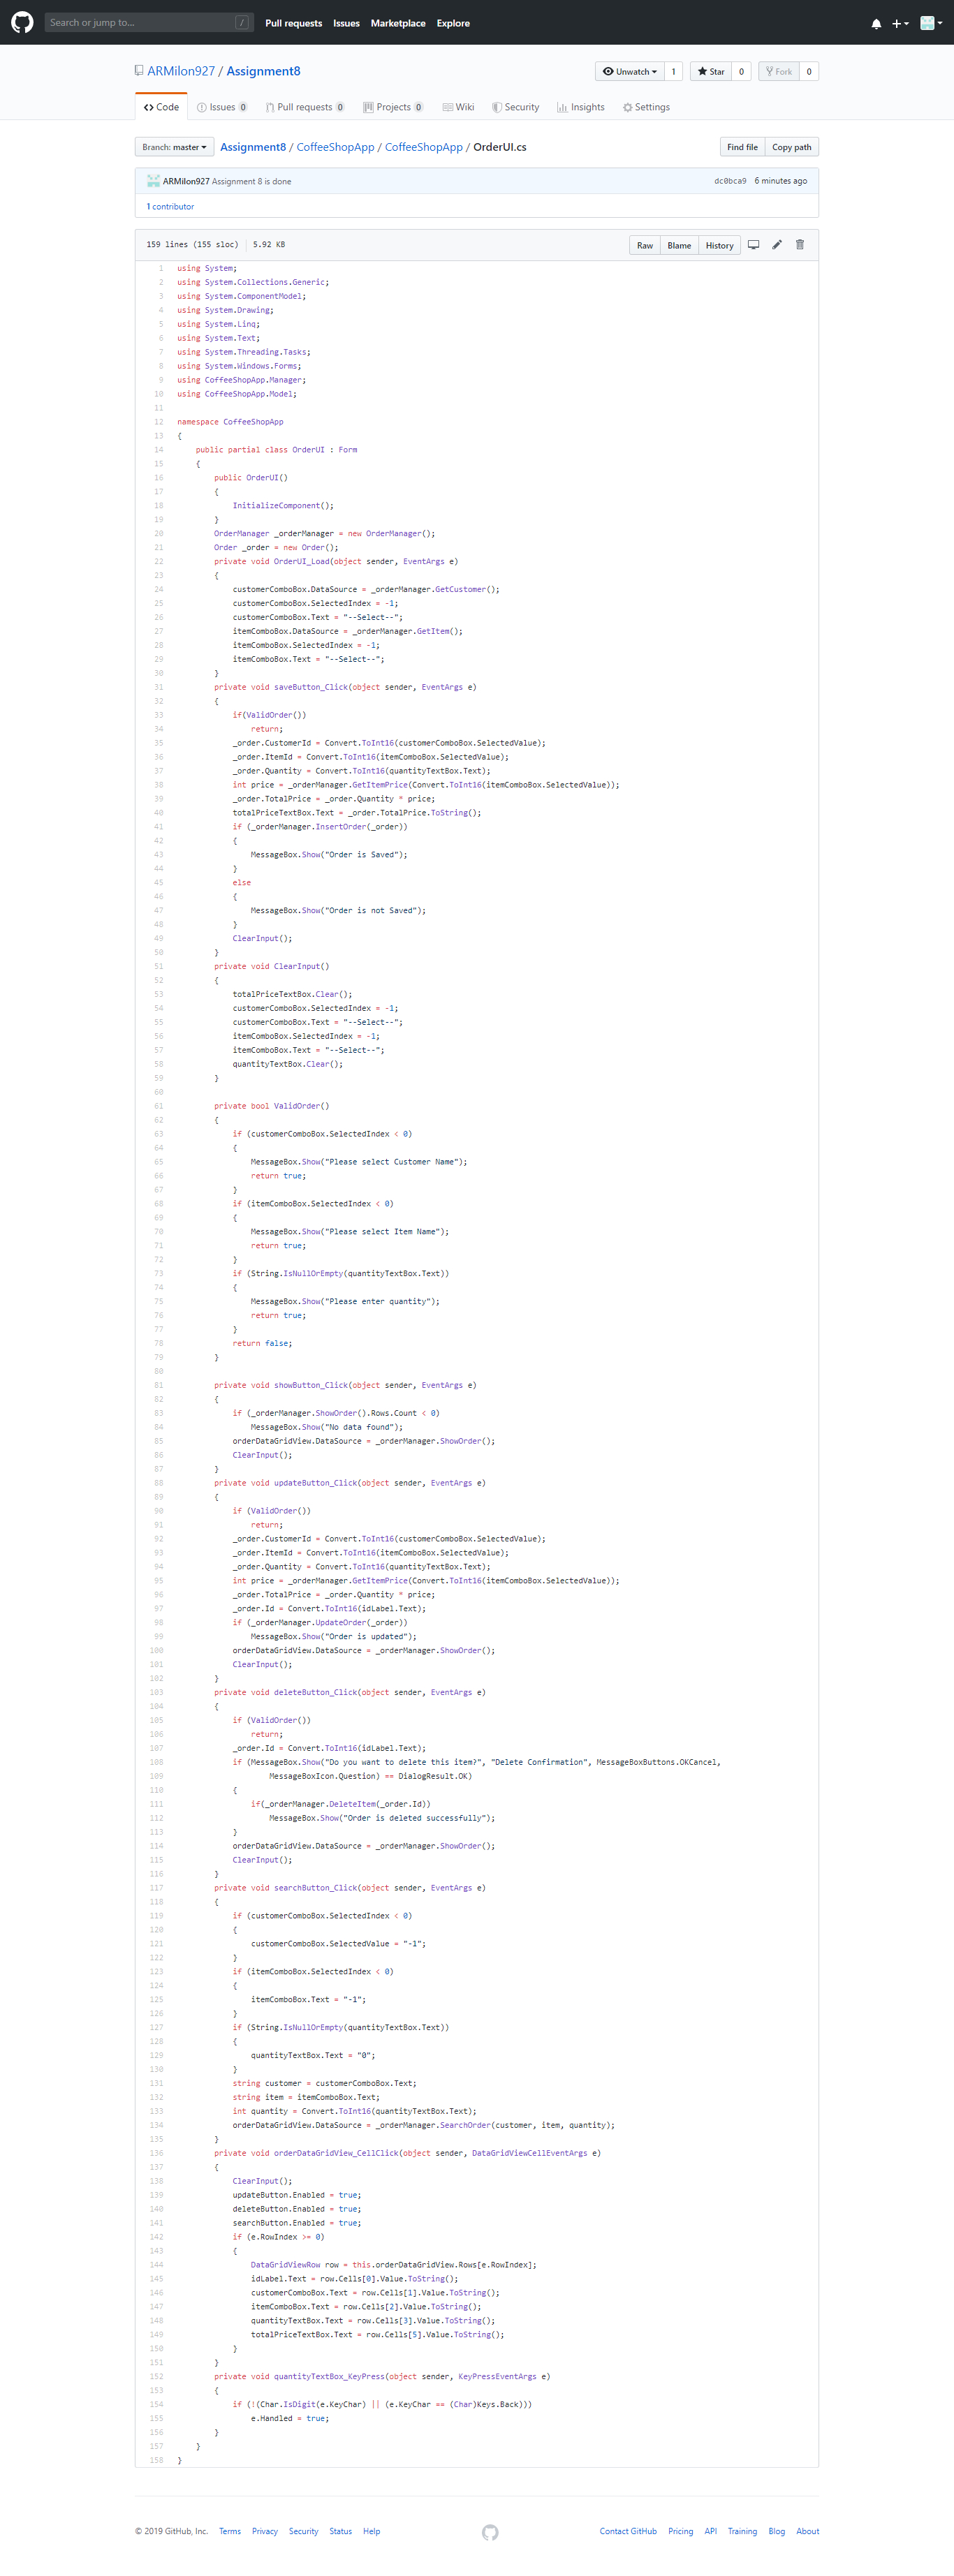 Search or jump to... /
Pull requests Issues Marketplace Explore
ARMilon927 / Assignment8
Unwatch 1 Star 0 Fork 0
Code Issues 0 Pull requests 0 Projects 0 Wiki Security Insights Settings
Branch: master Assignment8 / CoffeeShopApp / CoffeeShopApp / OrderUI.cs Find file Copy path
ARMilon927 Assignment 8 is done dc0bca9 6 minutes ago
1 contributor
159 lines (155 sloc) 5.92 KB Raw Blame History
1 using System;
2 using System.Collections.Generic;
3 using System.ComponentModel;
4 using System.Drawing;
5 using System.Linq;
6 using System.Text;
7 using System.Threading.Tasks;
8 using System.Windows.Forms;
9 using CoffeeShopApp.Manager;
10 using CoffeeShopApp.Model;
11
12 namespace CoffeeShopApp
13 {
14 public partial class OrderUI : Form
15 {
16 public OrderUI()
17 {
18 InitializeComponent();
19 }
20 OrderManager _orderManager = new OrderManager();
21 Order _order = new Order();
22 private void OrderUI_Load(object sender, EventArgs e)
23 {
24 customerComboBox.DataSource = _orderManager.GetCustomer();
25 customerComboBox.SelectedIndex = -1;
26 customerComboBox.Text = "--Select--";
27 itemComboBox.DataSource = _orderManager.GetItem();
28 itemComboBox.SelectedIndex = -1;
29 itemComboBox.Text = "--Select--";
30 }
31 private void saveButton_Click(object sender, EventArgs e)
32 {
33 if(ValidOrder())
34 return;
35 _order.CustomerId = Convert.ToInt16(customerComboBox.SelectedValue);
36 _order.ItemId = Convert.ToInt16(itemComboBox.SelectedValue);
37 _order.Quantity = Convert.ToInt16(quantityTextBox.Text);
38 int price = _orderManager.GetItemPrice(Convert.ToInt16(itemComboBox.SelectedValue));
39 _order.TotalPrice = _order.Quantity * price;
40 totalPriceTextBox.Text = _order.TotalPrice.ToString();
41 if (_orderManager.InsertOrder(_order))
42 {
43 MessageBox.Show("Order is Saved");
44 }
45 else
46 {
47 MessageBox.Show("Order is not Saved");
48 }
49 ClearInput();
50 }
51 private void ClearInput()
52 {
53 totalPriceTextBox.Clear();
54 customerComboBox.SelectedIndex = -1;
55 customerComboBox.Text = "--Select--";
56 itemComboBox.SelectedIndex = -1;
57 itemComboBox.Text = "--Select--";
58 quantityTextBox.Clear();
59 }
60
61 private bool ValidOrder()
62 {
63 if (customerComboBox.SelectedIndex < 0)
64 {
65 MessageBox.Show("Please select Customer Name");
66 return true;
67 }
68 if (itemComboBox.SelectedIndex < 0)
69 {
70 MessageBox.Show("Please select Item Name");
71 return true;
72 }
73 if (String.IsNullOrEmpty(quantityTextBox.Text))
74 {
75 MessageBox.Show("Please enter quantity");
76 return true;
77 }
78 return false;
79 }
80
81 private void showButton_Click(object sender, EventArgs e)
82 {
83 if (_orderManager.ShowOrder().Rows.Count < 0)
84 MessageBox.Show("No data found");
85 orderDataGridView.DataSource = _orderManager.ShowOrder();
86 ClearInput();
87 }
88 private void updateButton_Click(object sender, EventArgs e)
89 {
90 if (ValidOrder())
91 return;
92 _order.CustomerId = Convert.ToInt16(customerComboBox.SelectedValue);
93 _order.ItemId = Convert.ToInt16(itemComboBox.SelectedValue);
94 _order.Quantity = Convert.ToInt16(quantityTextBox.Text);
95 int price = _orderManager.GetItemPrice(Convert.ToInt16(itemComboBox.SelectedValue));
96 _order.TotalPrice = _order.Quantity * price;
97 _order.Id = Convert.ToInt16(idLabel.Text);
98 if (_orderManager.UpdateOrder(_order))
99 MessageBox.Show("Order is updated");
100 orderDataGridView.DataSource = _orderManager.ShowOrder();
101 ClearInput();
102 }
103 private void deleteButton_Click(object sender, EventArgs e)
104 {
105 if (ValidOrder())
106 return;
107 _order.Id = Convert.ToInt16(idLabel.Text);
108 if (MessageBox.Show("Do you want to delete this item?", "Delete Confirmation", MessageBoxButtons.OKCancel,
109 MessageBoxIcon.Question) == DialogResult.OK)
110 {
111 if(_orderManager.DeleteItem(_order.Id))
112 MessageBox.Show("Order is deleted successfully");
113 }
114 orderDataGridView.DataSource = _orderManager.ShowOrder();
115 ClearInput();
116 }
117 private void searchButton_Click(object sender, EventArgs e)
118 {
119 if (customerComboBox.SelectedIndex < 0)
120 {
121 customerComboBox.SelectedValue = "-1";
122 }
123 if (itemComboBox.SelectedIndex < 0)
124 {
125 itemComboBox.Text = "-1";
126 }
127 if (String.IsNullOrEmpty(quantityTextBox.Text))
128 {
129 quantityTextBox.Text = "0";
130 }
131 string customer = customerComboBox.Text;
132 string item = itemComboBox.Text;
133 int quantity = Convert.ToInt16(quantityTextBox.Text);
134 orderDataGridView.DataSource = _orderManager.SearchOrder(customer, item, quantity);
135 }
136 private void orderDataGridView_CellClick(object sender, DataGridViewCellEventArgs e)
137 {
138 ClearInput();
139 updateButton.Enabled = true;
140 deleteButton.Enabled = true;
141 searchButton.Enabled = true;
142 if (e.RowIndex >= 0)
143 {
144 DataGridViewRow row = this.orderDataGridView.Rows[e.RowIndex];
145 idLabel.Text = row.Cells[0].Value.ToString();
146 customerComboBox.Text = row.Cells[1].Value.ToString();
147 itemComboBox.Text = row.Cells[2].Value.ToString();
148 quantityTextBox.Text = row.Cells[3].Value.ToString();
149 totalPriceTextBox.Text = row.Cells[5].Value.ToString();
150 }
151 }
152 private void quantityTextBox_KeyPress(object sender, KeyPressEventArgs e)
153 {
154 if (!(Char.IsDigit(e.KeyChar) || (e.KeyChar == (Char)Keys.Back)))
155 e.Handled = true;
156 }
157 }
158 }
© 2019 GitHub, Inc. Terms Privacy Security Status Help Contact GitHub Pricing API Training Blog About